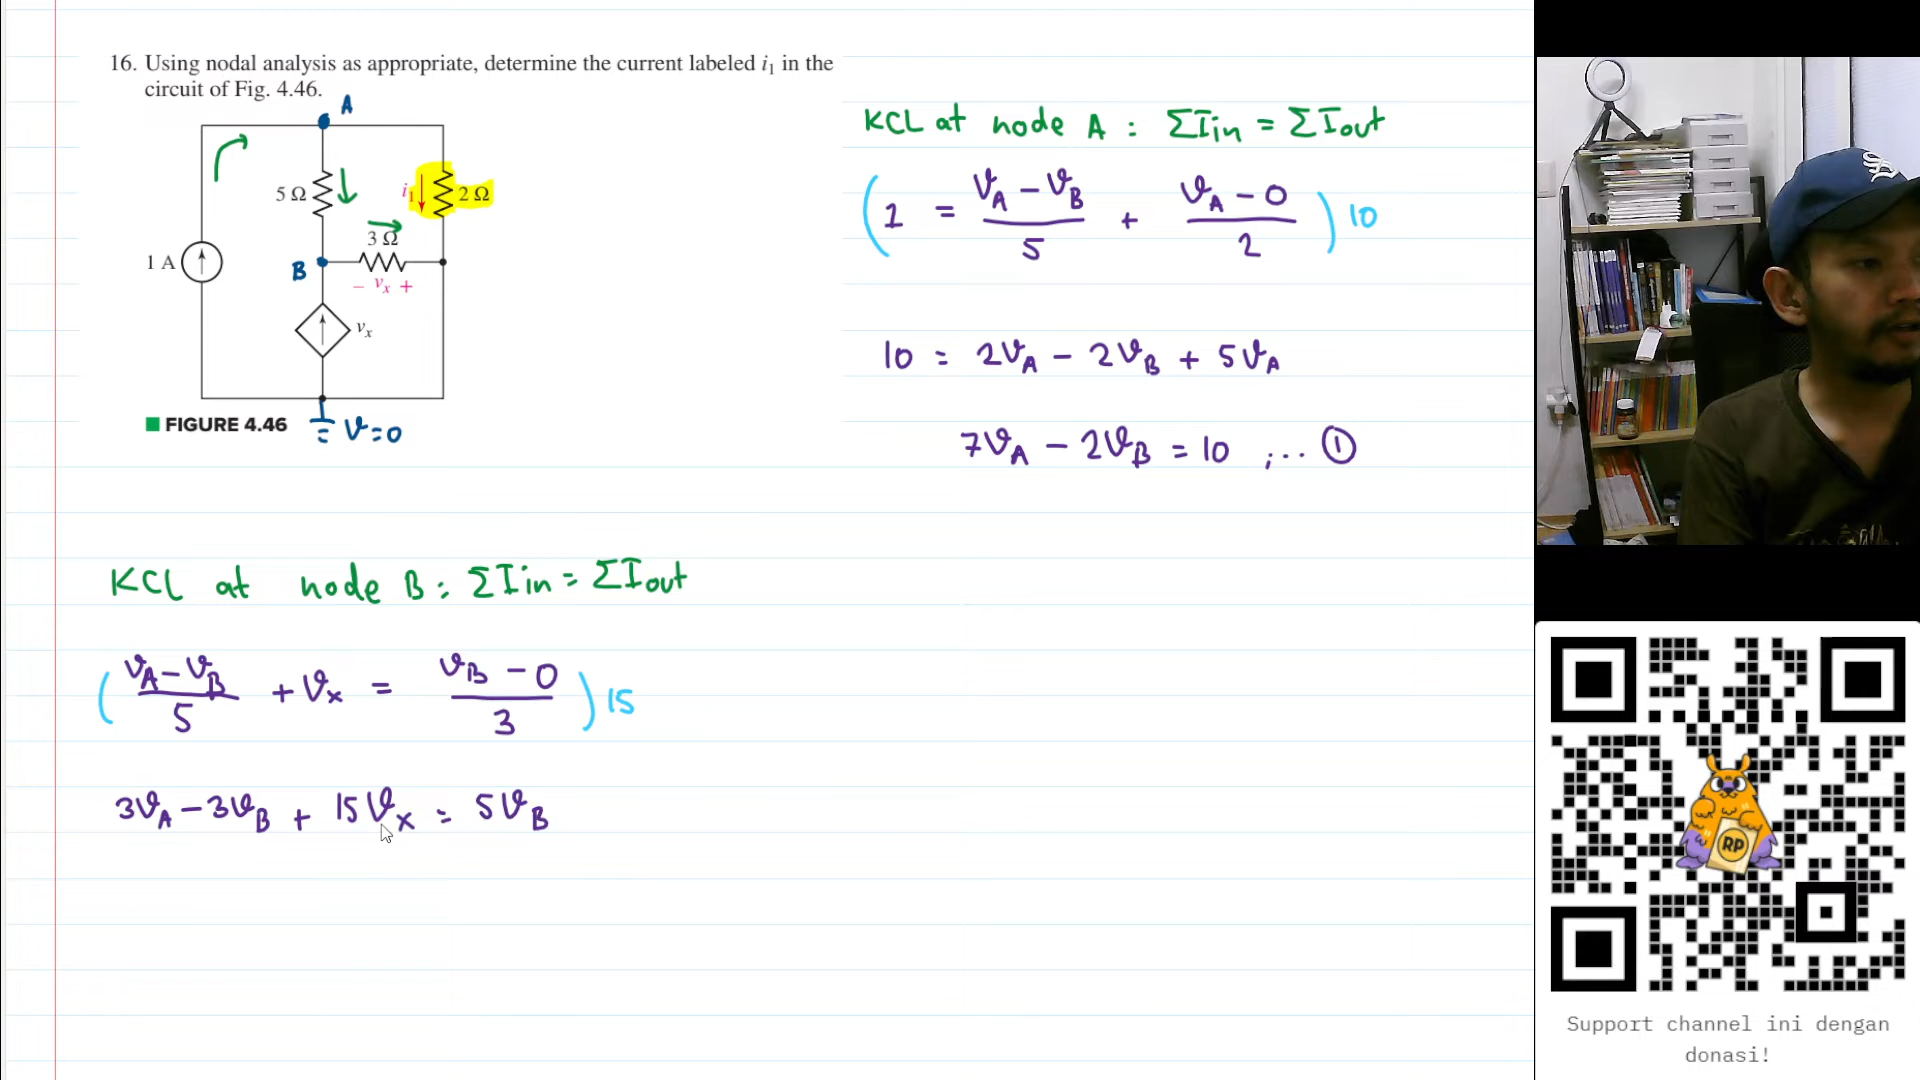 16. Using nodal analysis as appropriate, determine the current labeled i₁ in the
circuit of Fig. 4.46.
A
5 Ω
i₁
2 Ω
3 Ω
1 A
B
− vₓ +
vₓ
FIGURE 4.46
V=0
KCL at node A : ΣIin = ΣIout
(1 = (VA − VB)/5 + (VA − 0)/2) 10
10 = 2VA − 2VB + 5VA
7VA − 2VB = 10 ;... ①
KCL at node B : ΣIin = ΣIout
((VA − VB)/5 + Vx = (VB − 0)/3) 15
3VA − 3VB + 15Vx = 5VB
RP
Support channel ini dengan
donasi!